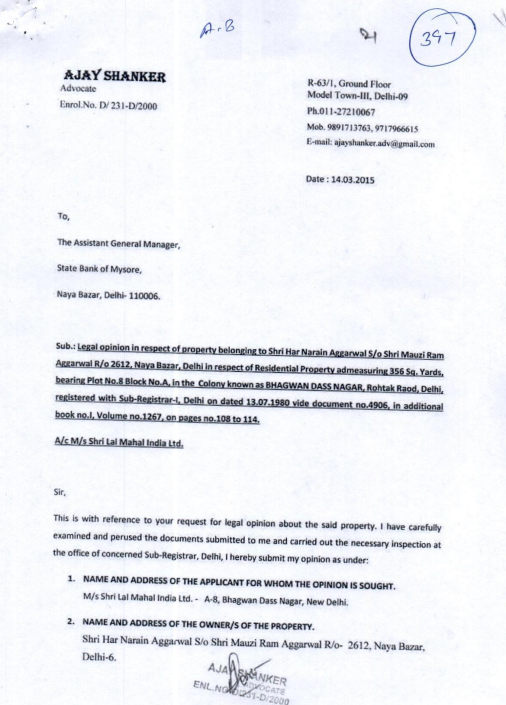 A-B
21
397
AJAY SHANKER
Advocate
Enrol.No. D/ 231-D/2000
R-63/1, Ground Floor
Model Town-III, Delhi-09
Ph.011-27210067
Mob. 9891713763, 9717966615
E-mail: ajayshanker.adv@gmail.com
Date : 14.03.2015
To,
The Assistant General Manager,
State Bank of Mysore,
Naya Bazar, Delhi- 110006.
Sub.: Legal opinion in respect of property belonging to Shri Har Narain Aggarwal S/o Shri Mauzi Ram
Aggarwal R/o 2612, Naya Bazar, Delhi in respect of Residential Property admeasuring 356 Sq. Yards,
bearing Plot No.8 Block No.A, in the Colony known as BHAGWAN DASS NAGAR, Rohtak Raod, Delhi,
registered with Sub-Registrar-I, Delhi on dated 13.07.1980 vide document no.4906, in additional
book no.I, Volume no.1267, on pages no.108 to 114.
A/c M/s Shri Lal Mahal India Ltd.
Sir,
This is with reference to your request for legal opinion about the said property. I have carefully
examined and perused the documents submitted to me and carried out the necessary inspection at
the office of concerned Sub-Registrar, Delhi, I hereby submit my opinion as under:
1. NAME AND ADDRESS OF THE APPLICANT FOR WHOM THE OPINION IS SOUGHT.
M/s Shri Lal Mahal India Ltd. - A-8, Bhagwan Dass Nagar, New Delhi.
2. NAME AND ADDRESS OF THE OWNER/S OF THE PROPERTY.
Shri Har Narain Aggarwal S/o Shri Mauzi Ram Aggarwal R/o- 2612, Naya Bazar,
Delhi-6.
AJAY SHANKER
ADVOCATE
ENL.NO. D/231-D/2000